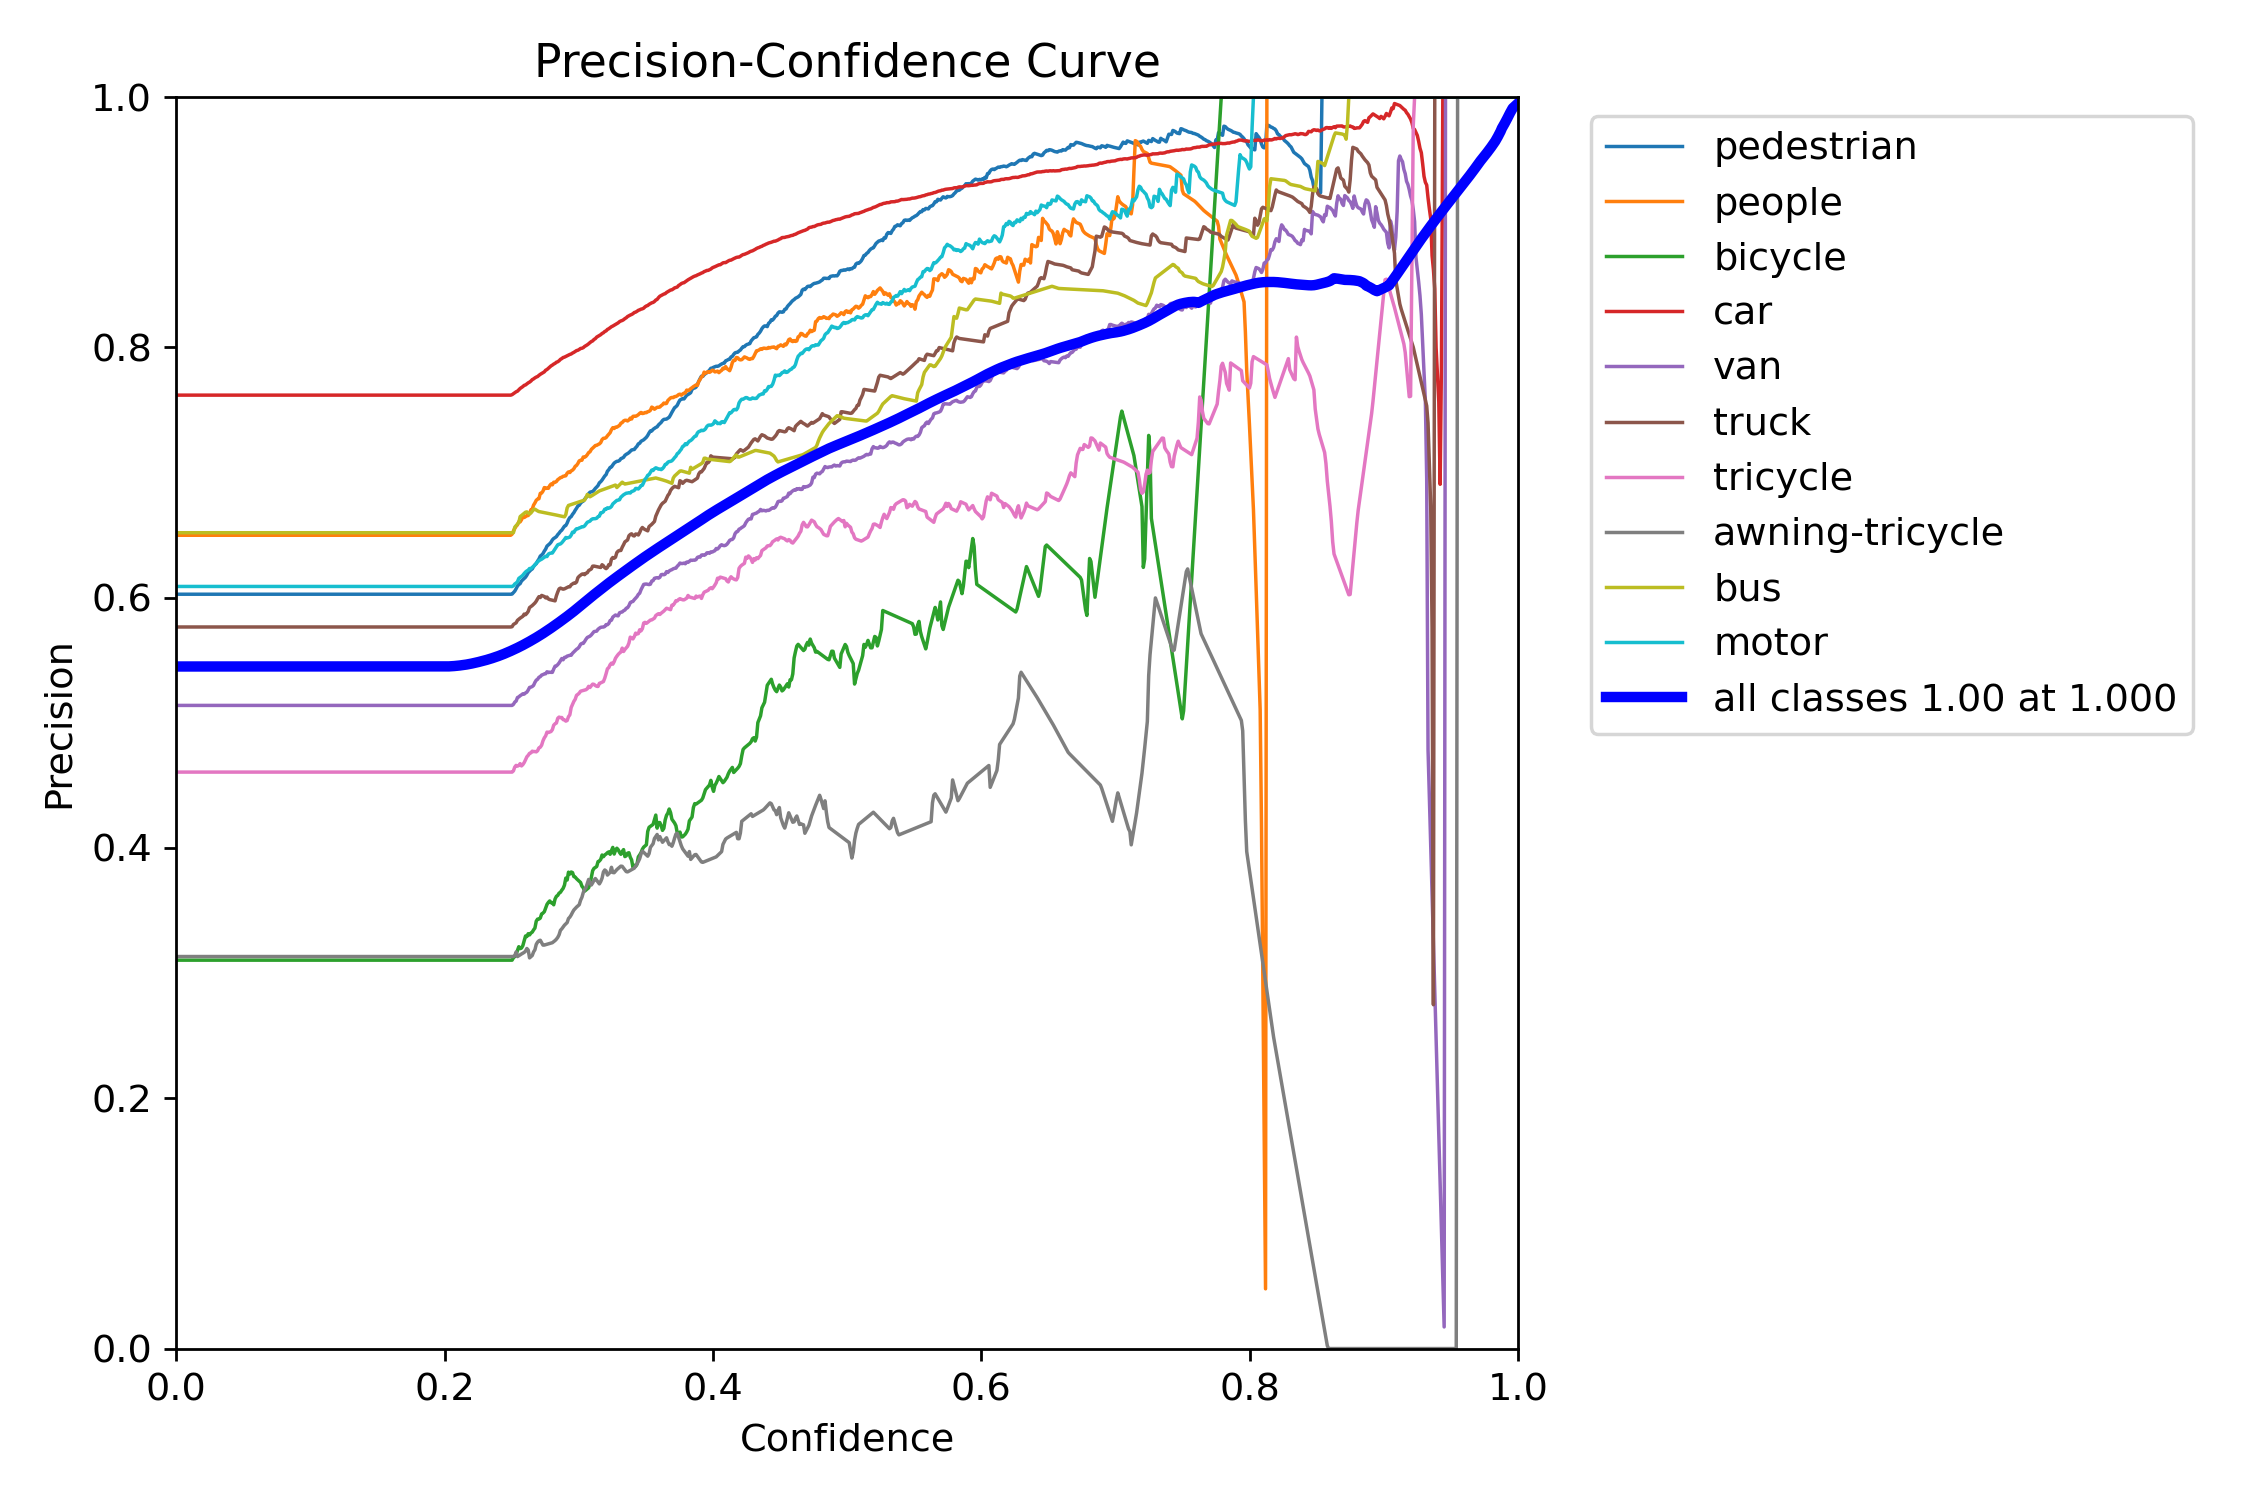 Precision-Confidence Curve
1.0
0.8
0.6
0.4
0.2
0.0
Precision
0.0 0.2 0.4 0.6 0.8 1.0
Confidence
pedestrian
people
bicycle
car
van
truck
tricycle
awning-tricycle
bus
motor
all classes 1.00 at 1.000